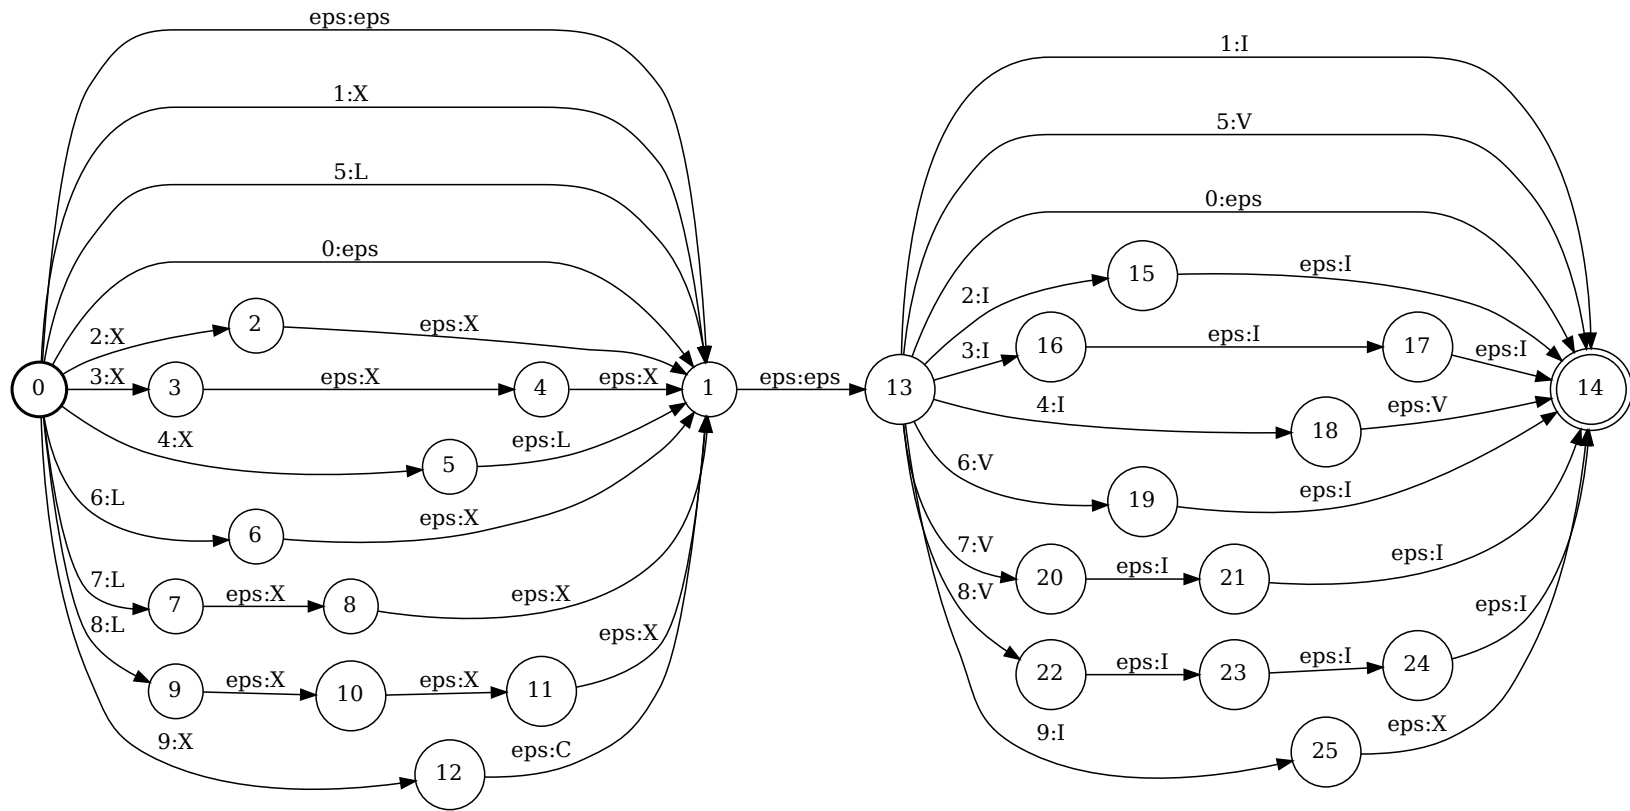 eps:eps
1:I
1:X
5:V
5:L
0:eps
0:eps
15
eps:I
2:I
2
2:X
eps:X
16
eps:I
17
eps:I
3:I
0
3:X
3
eps:X
4
eps:X
1
eps:eps
13
14
4:I
18
eps:V
4:X
5
eps:L
6:V
19
eps:I
6:L
6
eps:X
7:V
20
eps:I
21
eps:I
7:L
7
eps:X
8
eps:X
8:V
8:L
eps:X
eps:I
22
eps:I
23
eps:I
24
9
eps:X
10
eps:X
11
9:X
12
eps:C
9:I
25
eps:X